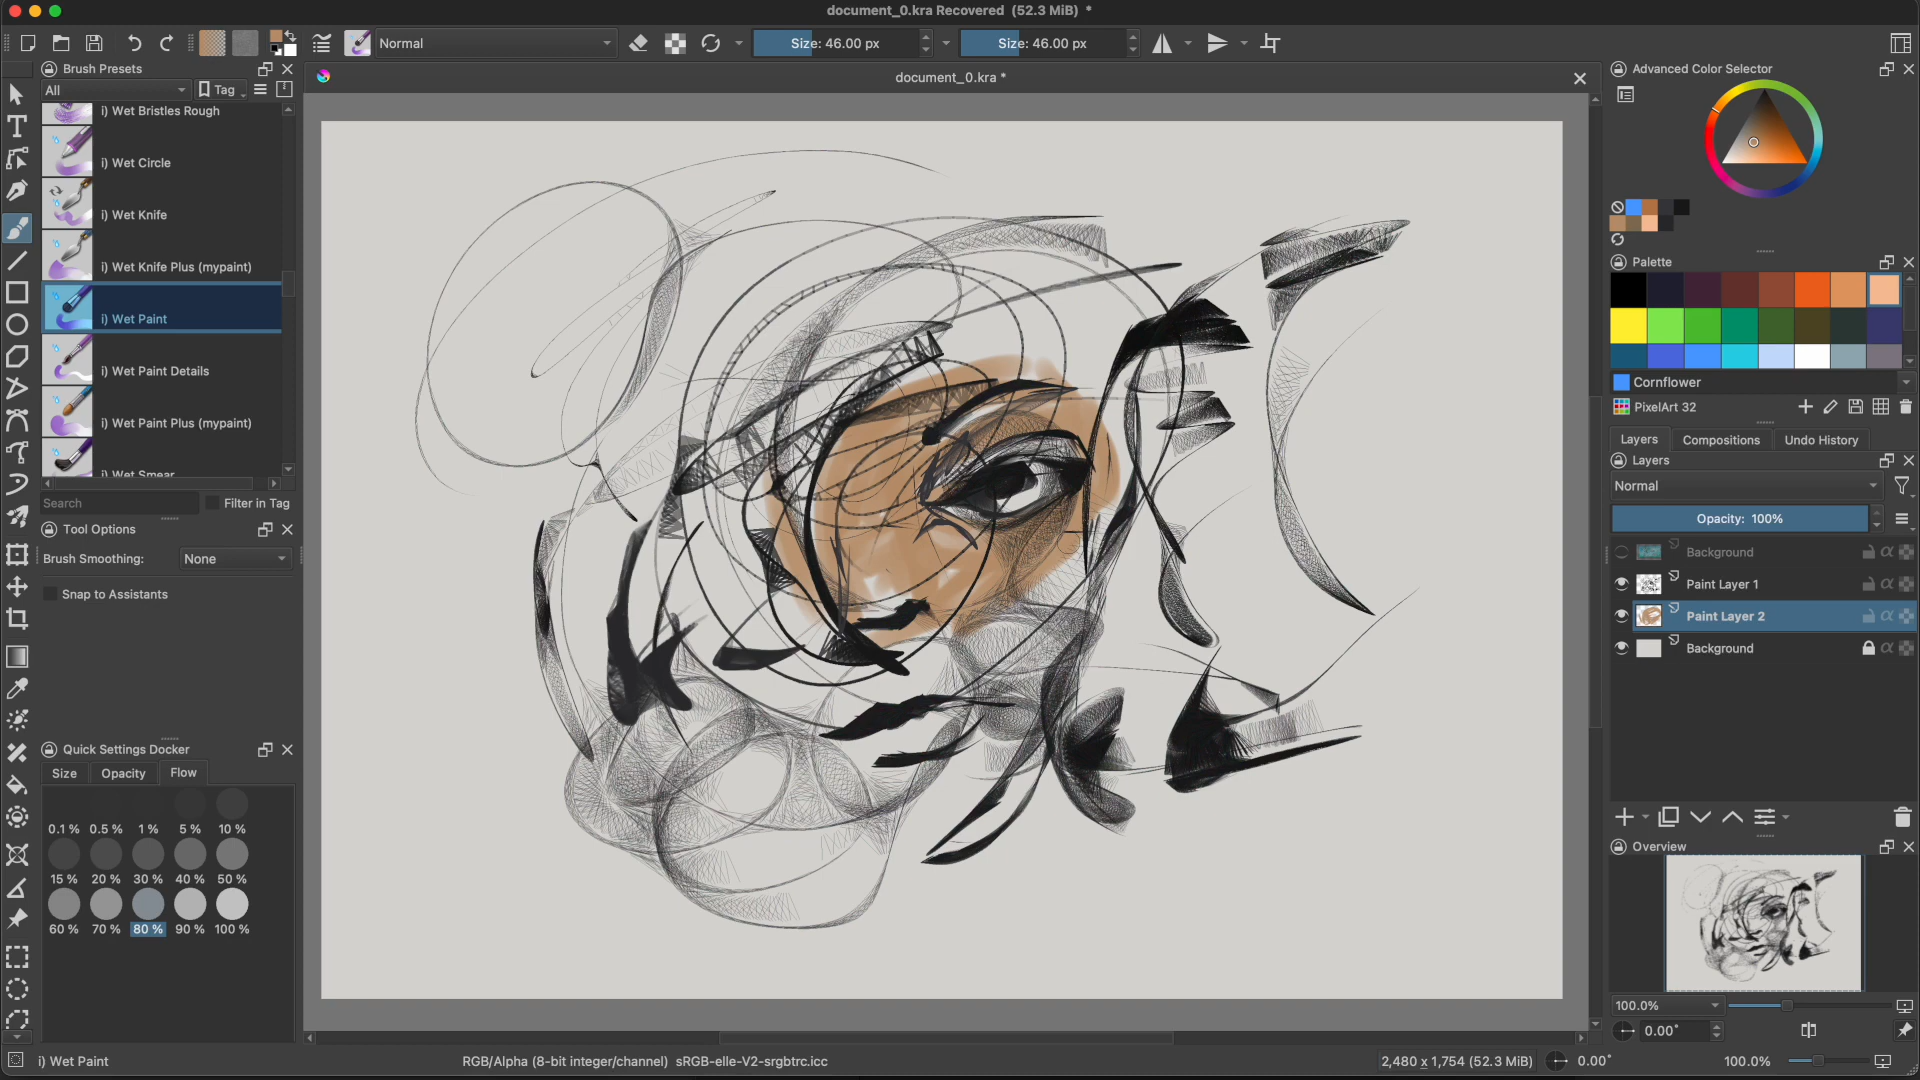 document_0.kra Recovered (52.3 MiB) *
Normal
Size: 46.00 px
Size: 46.00 px
Brush Presets
document_0.kra *
Advanced Color Selector
All
Tag
i) Wet Bristles Rough
i) Wet Circle
i) Wet Knife
i) Wet Knife Plus (mypaint)
i) Wet Paint
i) Wet Paint Details
i) Wet Paint Plus (mypaint)
i) Wet Smear
Search
Filter in Tag
Tool Options
Brush Smoothing:
None
Snap to Assistants
Quick Settings Docker
Size
Opacity
Flow
0.1 %
0.5 %
1 %
5 %
10 %
15 %
20 %
30 %
40 %
50 %
60 %
70 %
80 %
90 %
100 %
Palette
Cornflower
PixelArt 32
Layers
Compositions
Undo History
Layers
Normal
Opacity: 100%
Background
Paint Layer 1
Paint Layer 2
Background
Overview
100.0%
0.00°
i) Wet Paint
RGB/Alpha (8-bit integer/channel) sRGB-elle-V2-srgbtrc.icc
2,480 x 1,754 (52.3 MiB)
0.00°
100.0%